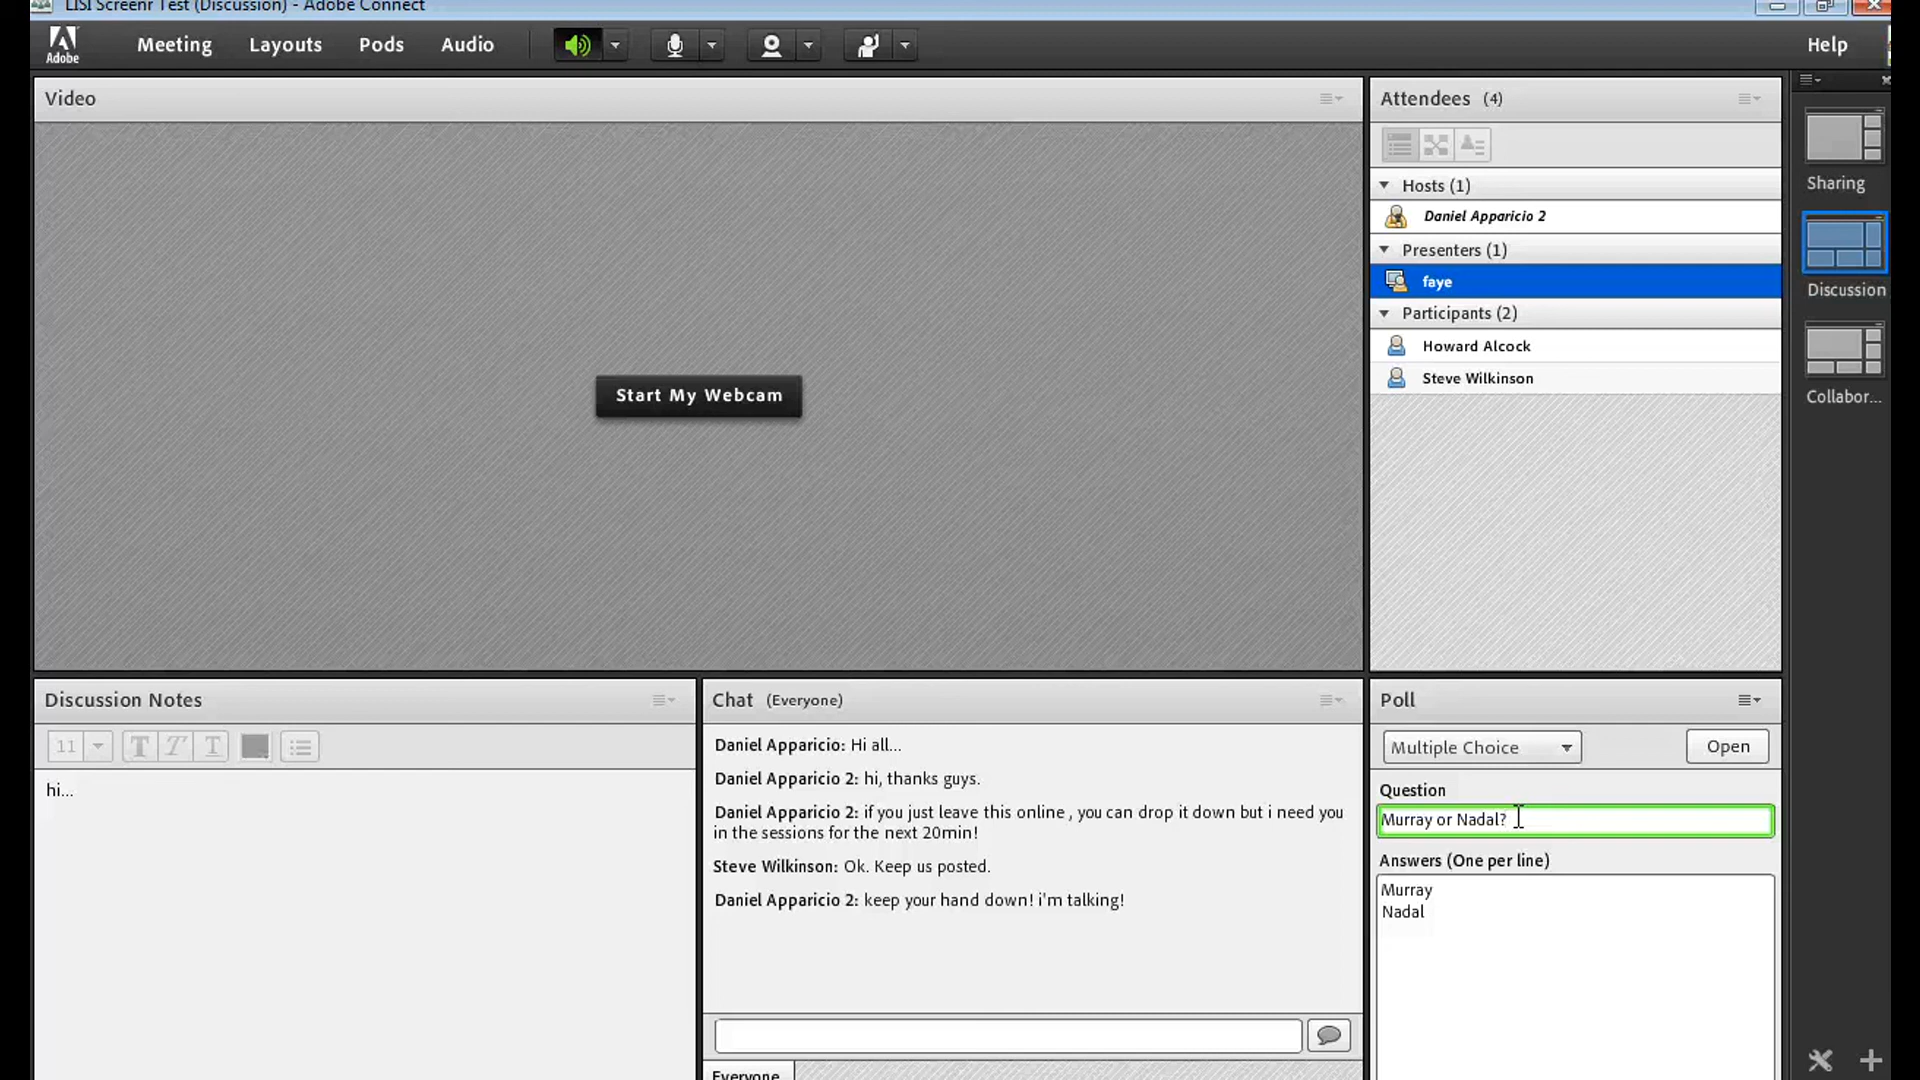 LISI Screenr Test (Discussion) - Adobe Connect
Adobe
Meeting
Layouts
Pods
Audio
Help
Video
Start My Webcam
Attendees (4)
Hosts (1)
Daniel Apparicio 2
Presenters (1)
faye
Participants (2)
Howard Alcock
Steve Wilkinson
Sharing
Discussion
Collabor...
Discussion Notes
11
T T T
hi...
Chat (Everyone)
Daniel Apparicio: Hi all...
Daniel Apparicio 2: hi, thanks guys.
Daniel Apparicio 2: if you just leave this online , you can drop it down but i need you
in the sessions for the next 20min!
Steve Wilkinson: Ok. Keep us posted.
Daniel Apparicio 2: keep your hand down! i'm talking!
Everyone
Poll
Multiple Choice
Open
Question
Murray or Nadal?
Answers (One per line)
Murray
Nadal